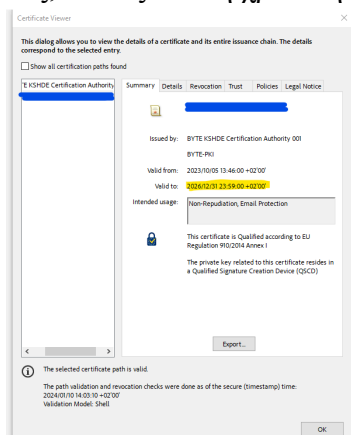 Certificate Viewer
This dialog allows you to view the details of a certificate and its entire issuance chain. The details
correspond to the selected entry.
Show all certification paths found
E KSHDE Certification Authority
Summary Details Revocation Trust Policies Legal Notice
Issued by: BYTE KSHDE Certification Authority 001
BYTE-PKI
Valid from: 2023/10/05 13:46:00 +02'00'
Valid to: 2026/12/31 23:59:00 +02'00'
Intended usage: Non-Repudiation, Email Protection
This certificate is Qualified according to EU
Regulation 910/2014 Annex I
The private key related to this certificate resides in
a Qualified Signature Creation Device (QSCD)
Export...
The selected certificate path is valid.
The path validation and revocation checks were done as of the secure (timestamp) time:
2024/01/10 14:03:10 +02'00'
Validation Model: Shell
OK